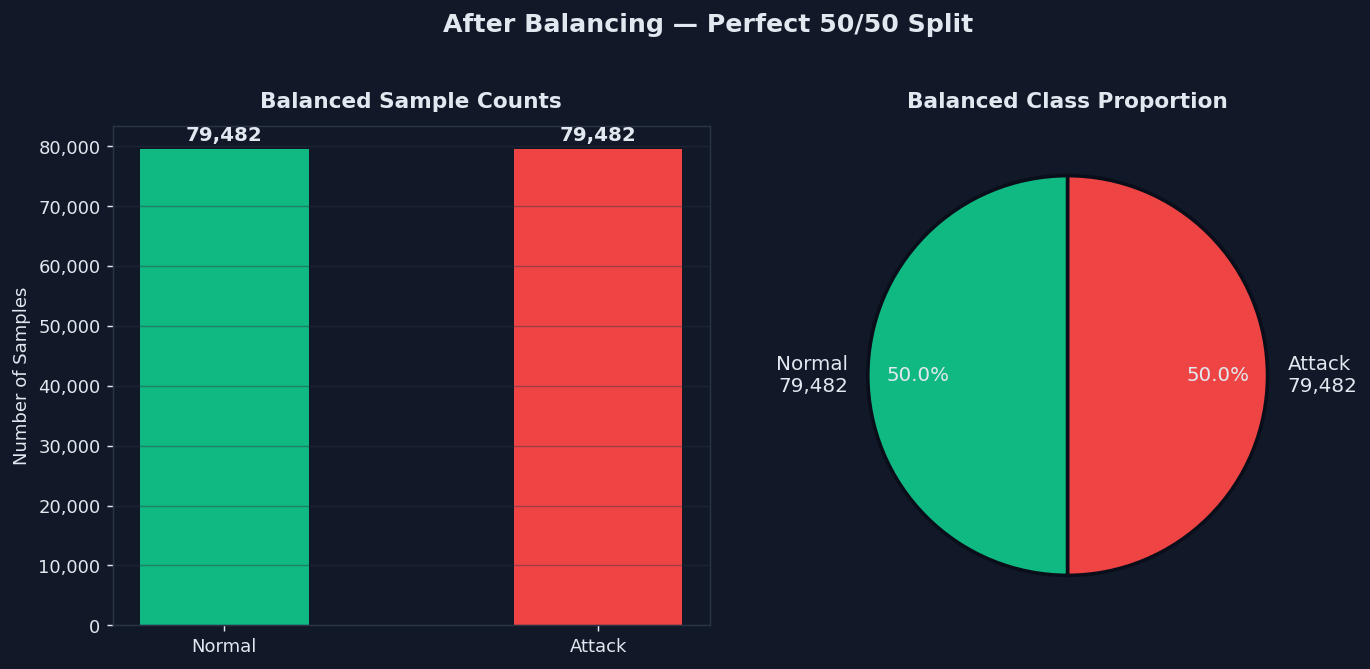 After Balancing — Perfect 50/50 Split
Balanced Sample Counts
79,482
79,482
80,000
70,000
60,000
50,000
40,000
30,000
20,000
10,000
0
Number of Samples
Normal
Attack
Balanced Class Proportion
Normal
79,482
50.0%
50.0%
Attack
79,482